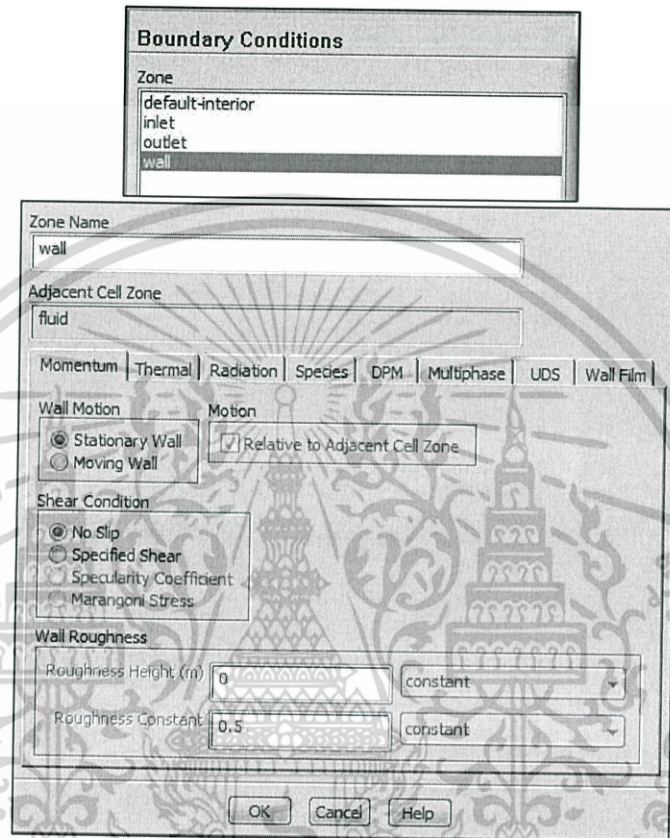 Boundary Conditions
Zone
default-interior
inlet
outlet
wall
Zone Name
wall
Adjacent Cell Zone
fluid
Momentum Thermal Radiation Species DPM Multiphase UDS Wall Film
Wall Motion Motion
Stationary Wall Relative to Adjacent Cell Zone
Moving Wall
Shear Condition
No Slip
Specified Shear
Specularity Coefficient
Marangoni Stress
Wall Roughness
Roughness Height (m) 0 constant
Roughness Constant 0.5 constant
OK Cancel Help